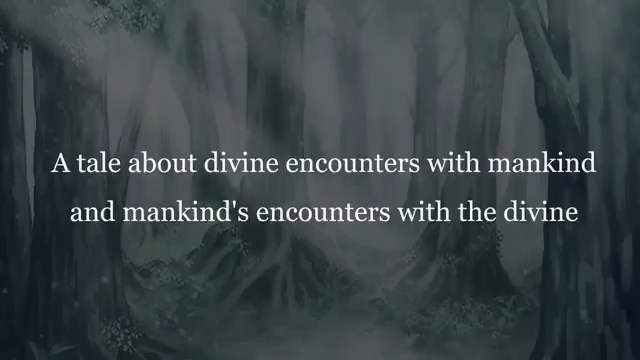 A tale about divine encounters with mankind
and mankind's encounters with the divine